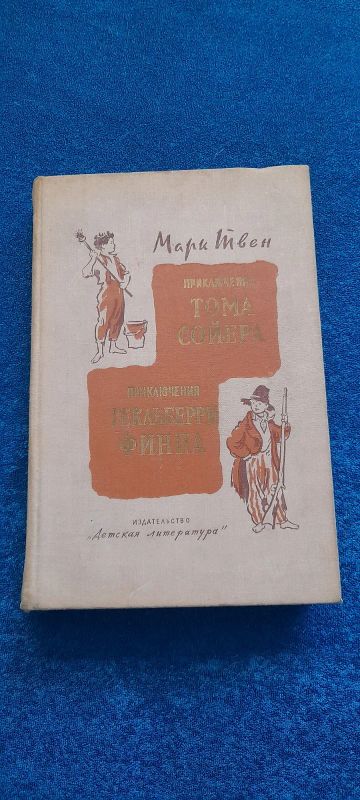 Марк Твен
ПРИКЛЮЧЕНИЯ
ТОМА
СОЙЕРА
ПРИКЛЮЧЕНИЯ
ГЕКЛЬБЕРРИ
ФИННА
ИЗДАТЕЛЬСТВО
„Детская литература"